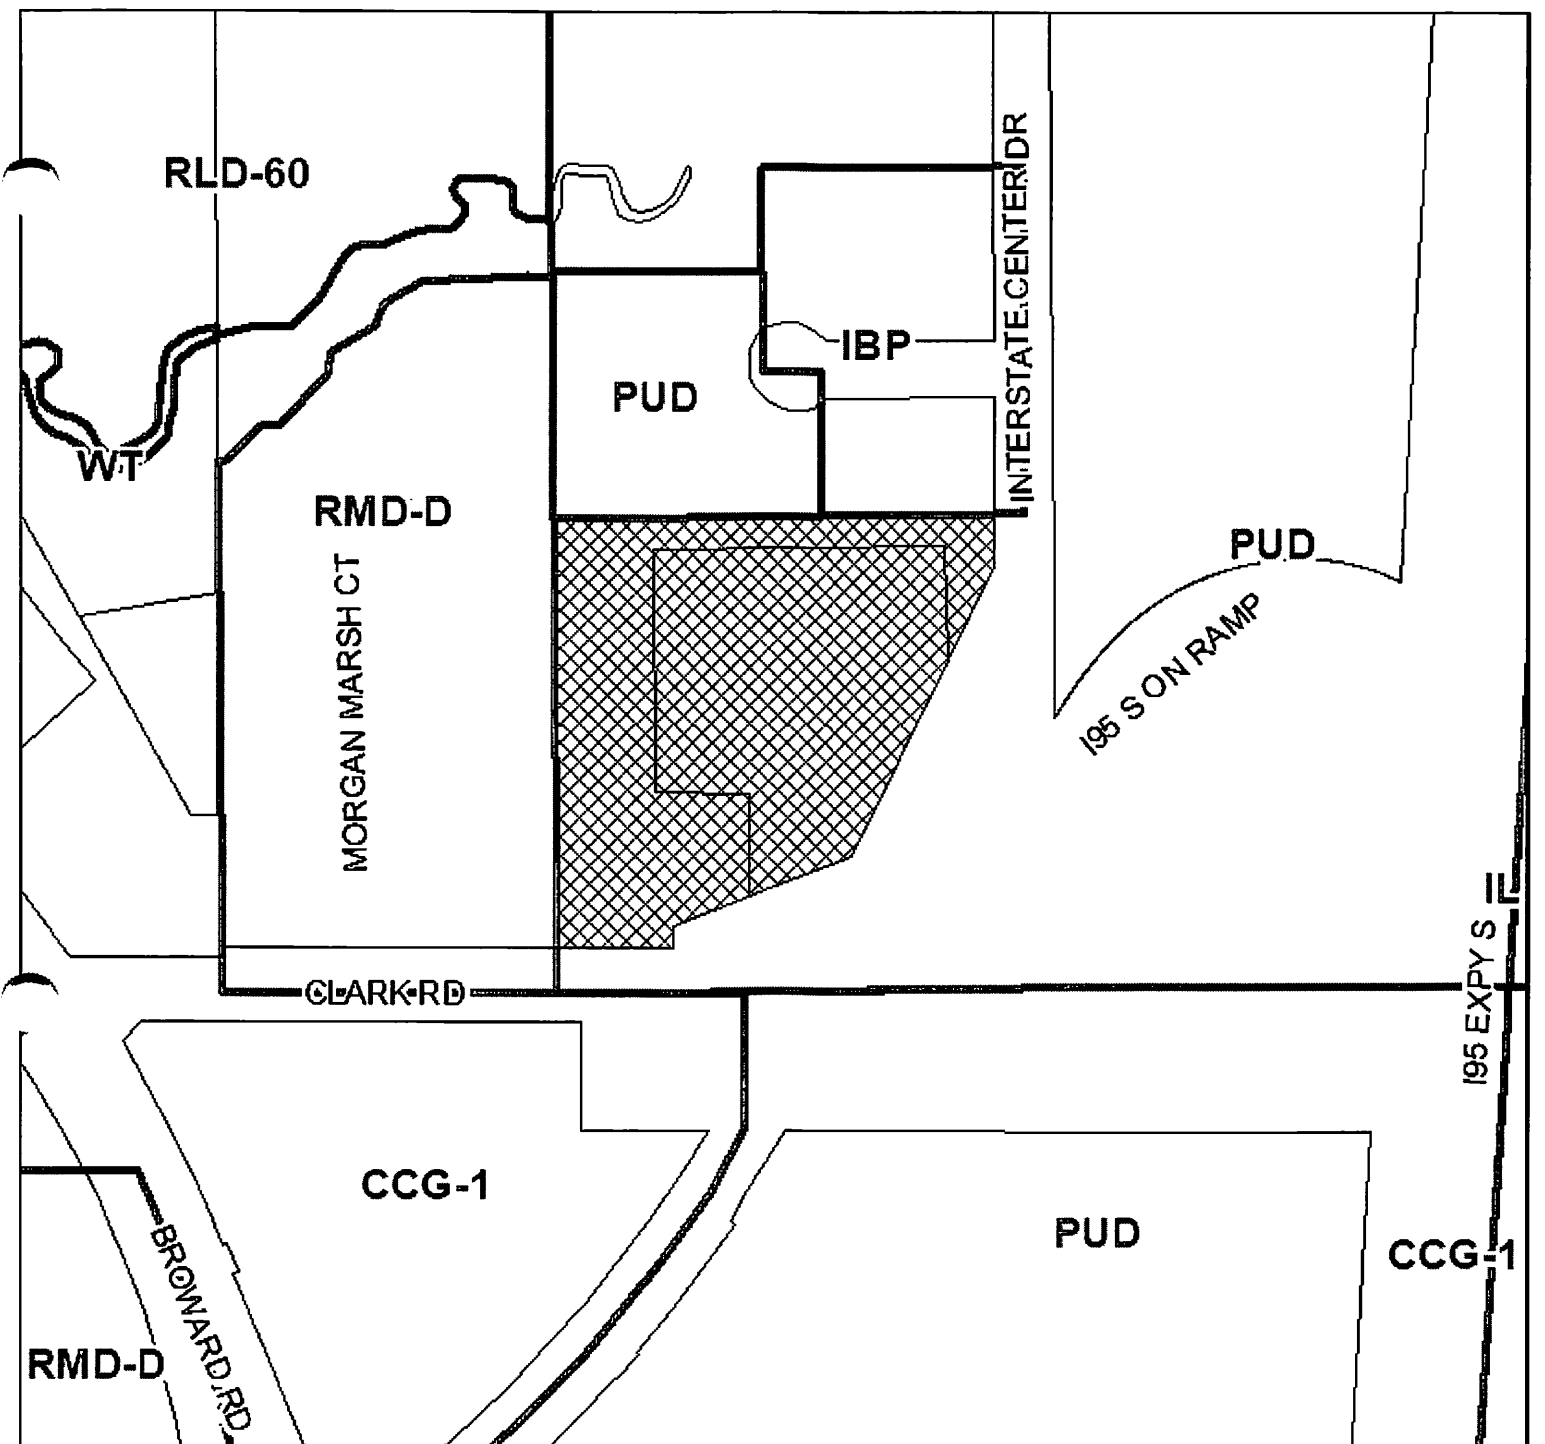 RLD-60
INTERSTATE CENTER DR
IBP
PUD
WT
RMD-D
PUD
MORGAN MARSH CT
I95 S ON RAMP
I95 EXPY S
CLARK RD
CCG-1
PUD
CCG-1
BROWARD RD
RMD-D